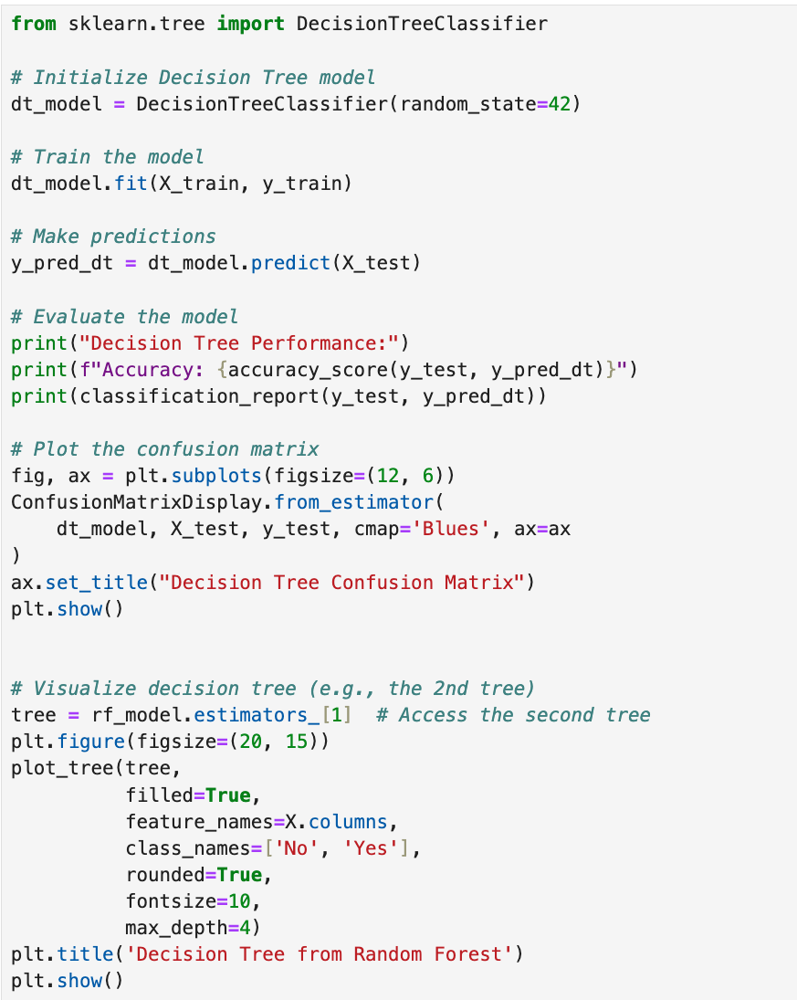 from sklearn.tree import DecisionTreeClassifier
# Initialize Decision Tree model
dt_model = DecisionTreeClassifier(random_state=42)
# Train the model
dt_model.fit(X_train, y_train)
# Make predictions
y_pred_dt = dt_model.predict(X_test)
# Evaluate the model
print("Decision Tree Performance:")
print(f"Accuracy: {accuracy_score(y_test, y_pred_dt)}")
print(classification_report(y_test, y_pred_dt))
# Plot the confusion matrix
fig, ax = plt.subplots(figsize=(12, 6))
ConfusionMatrixDisplay.from_estimator(
    dt_model, X_test, y_test, cmap='Blues', ax=ax
)
ax.set_title("Decision Tree Confusion Matrix")
plt.show()
# Visualize decision tree (e.g., the 2nd tree)
tree = rf_model.estimators_[1]  # Access the second tree
plt.figure(figsize=(20, 15))
plot_tree(tree,
          filled=True,
          feature_names=X.columns,
          class_names=['No', 'Yes'],
          rounded=True,
          fontsize=10,
          max_depth=4)
plt.title('Decision Tree from Random Forest')
plt.show()